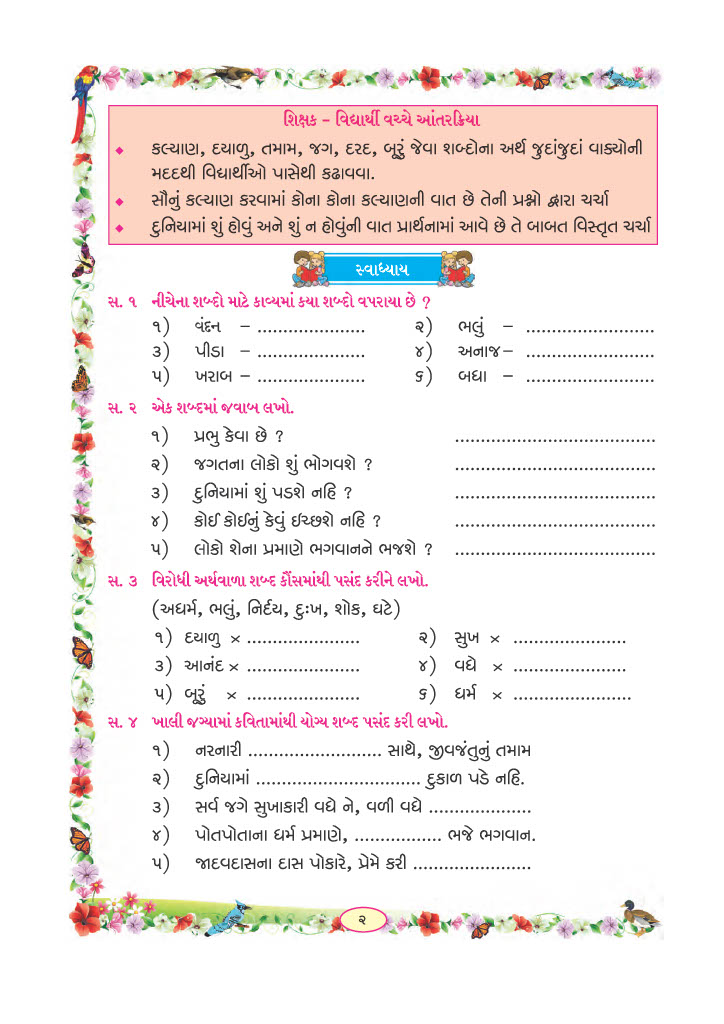 શિક્ષક – વિદ્યાર્થી વચ્ચે આંતરક્રિયા
◆ કલ્યાણ, દયાળુ, તમામ, જગ, દરદ, બૂરું જેવા શબ્દોના અર્થ જુદાંજુદાં વાક્યોની
મદદથી વિદ્યાર્થીઓ પાસેથી કઢાવવા.
◆ સૌનું કલ્યાણ કરવામાં કોના કોના કલ્યાણની વાત છે તેની પ્રશ્નો દ્વારા ચર્ચા
◆ દુનિયામાં શું હોવું અને શું ન હોવુંની વાત પ્રાર્થનામાં આવે છે તે બાબત વિસ્તૃત ચર્ચા
સ્વાધ્યાય
સ. ૧ નીચેના શબ્દો માટે કાવ્યમાં કયા શબ્દો વપરાયા છે ?
૧) વંદન – ..................... ૨) ભલું – .........................
૩) પીડા – ..................... ૪) અનાજ– .........................
૫) ખરાબ – ..................... ૬) બધા – .........................
સ. ૨ એક શબ્દમાં જવાબ લખો.
૧) પ્રભુ કેવા છે ? .......................................
૨) જગતના લોકો શું ભોગવશે ? .......................................
૩) દુનિયામાં શું પડશે નહિ ? .......................................
૪) કોઈ કોઈનું કેવું ઈચ્છશે નહિ ? .......................................
૫) લોકો શેના પ્રમાણે ભગવાનને ભજશે ? .......................................
સ. ૩ વિરોધી અર્થવાળા શબ્દ કૌંસમાંથી પસંદ કરીને લખો.
(અધર્મ, ભલું, નિર્દય, દુઃખ, શોક, ઘટે)
૧) દયાળુ × ...................... ૨) સુખ × ......................
૩) આનંદ × ...................... ૪) વધે × ......................
૫) બૂરું × ...................... ૬) ધર્મ × .......................
સ. ૪ ખાલી જગ્યામાં કવિતામાંથી યોગ્ય શબ્દ પસંદ કરી લખો.
૧) નરનારી .......................... સાથે, જીવજંતુનું તમામ
૨) દુનિયામાં ................................ દુકાળ પડે નહિ.
૩) સર્વ જગે સુખાકારી વધે ને, વળી વધે ....................
૪) પોતપોતાના ધર્મ પ્રમાણે, ................. ભજે ભગવાન.
૫) જાદવદાસના દાસ પોકારે, પ્રેમે કરી .......................
૨